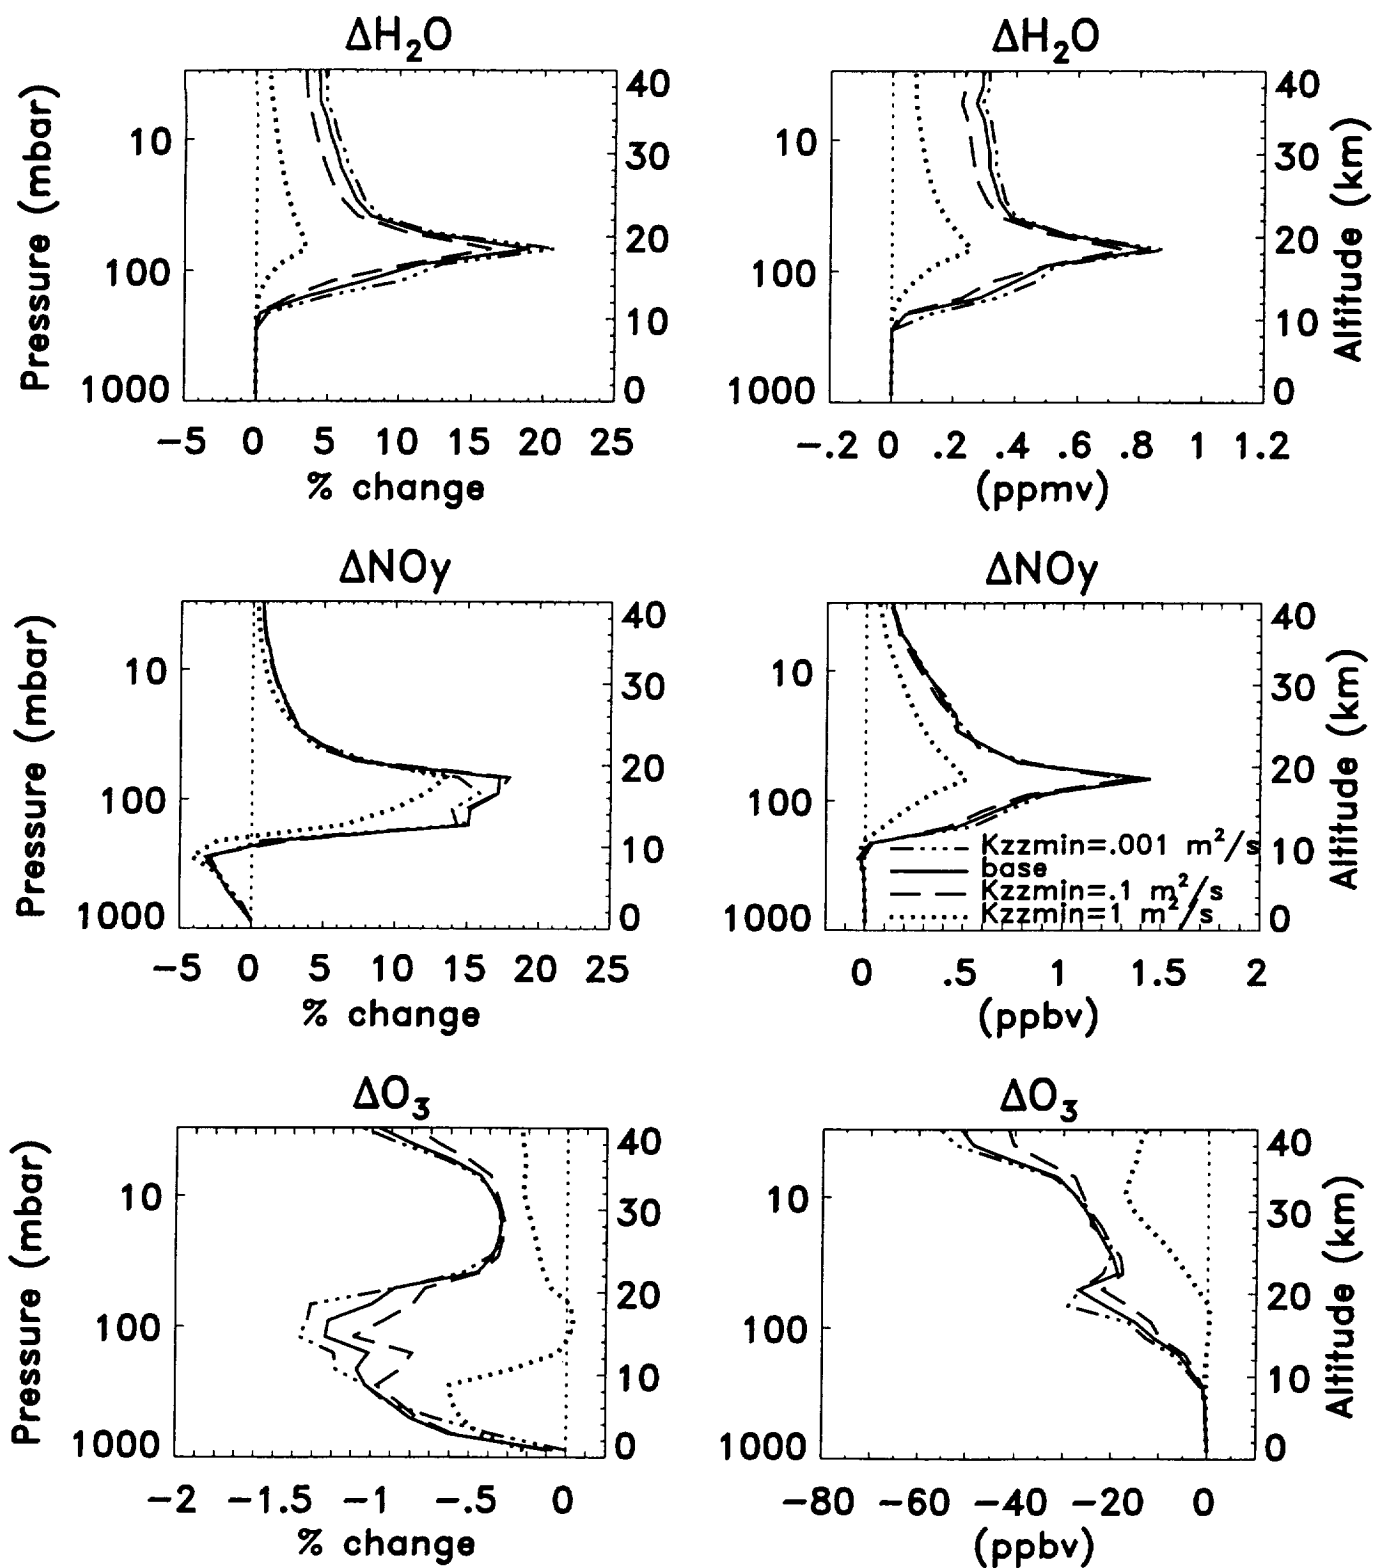 ΔH₂O
ΔH₂O
Pressure (mbar)
10
100
1000
40
30
20
10
0
-5 0 5 10 15 20 25
% change
10
100
1000
40
30
20
10
0
Altitude (km)
-.2 0 .2 .4 .6 .8 1 1.2
(ppmv)
ΔNOy
ΔNOy
Pressure (mbar)
10
100
1000
40
30
20
10
0
-5 0 5 10 15 20 25
% change
10
100
1000
Kzzmin=.001 m²/s
base
Kzzmin=.1 m²/s
Kzzmin=1 m²/s
40
30
20
10
0
Altitude (km)
0 .5 1 1.5 2
(ppbv)
ΔO₃
ΔO₃
Pressure (mbar)
10
100
1000
40
30
20
10
0
-2 -1.5 -1 -.5 0
% change
10
100
1000
40
30
20
10
0
Altitude (km)
-80 -60 -40 -20 0
(ppbv)